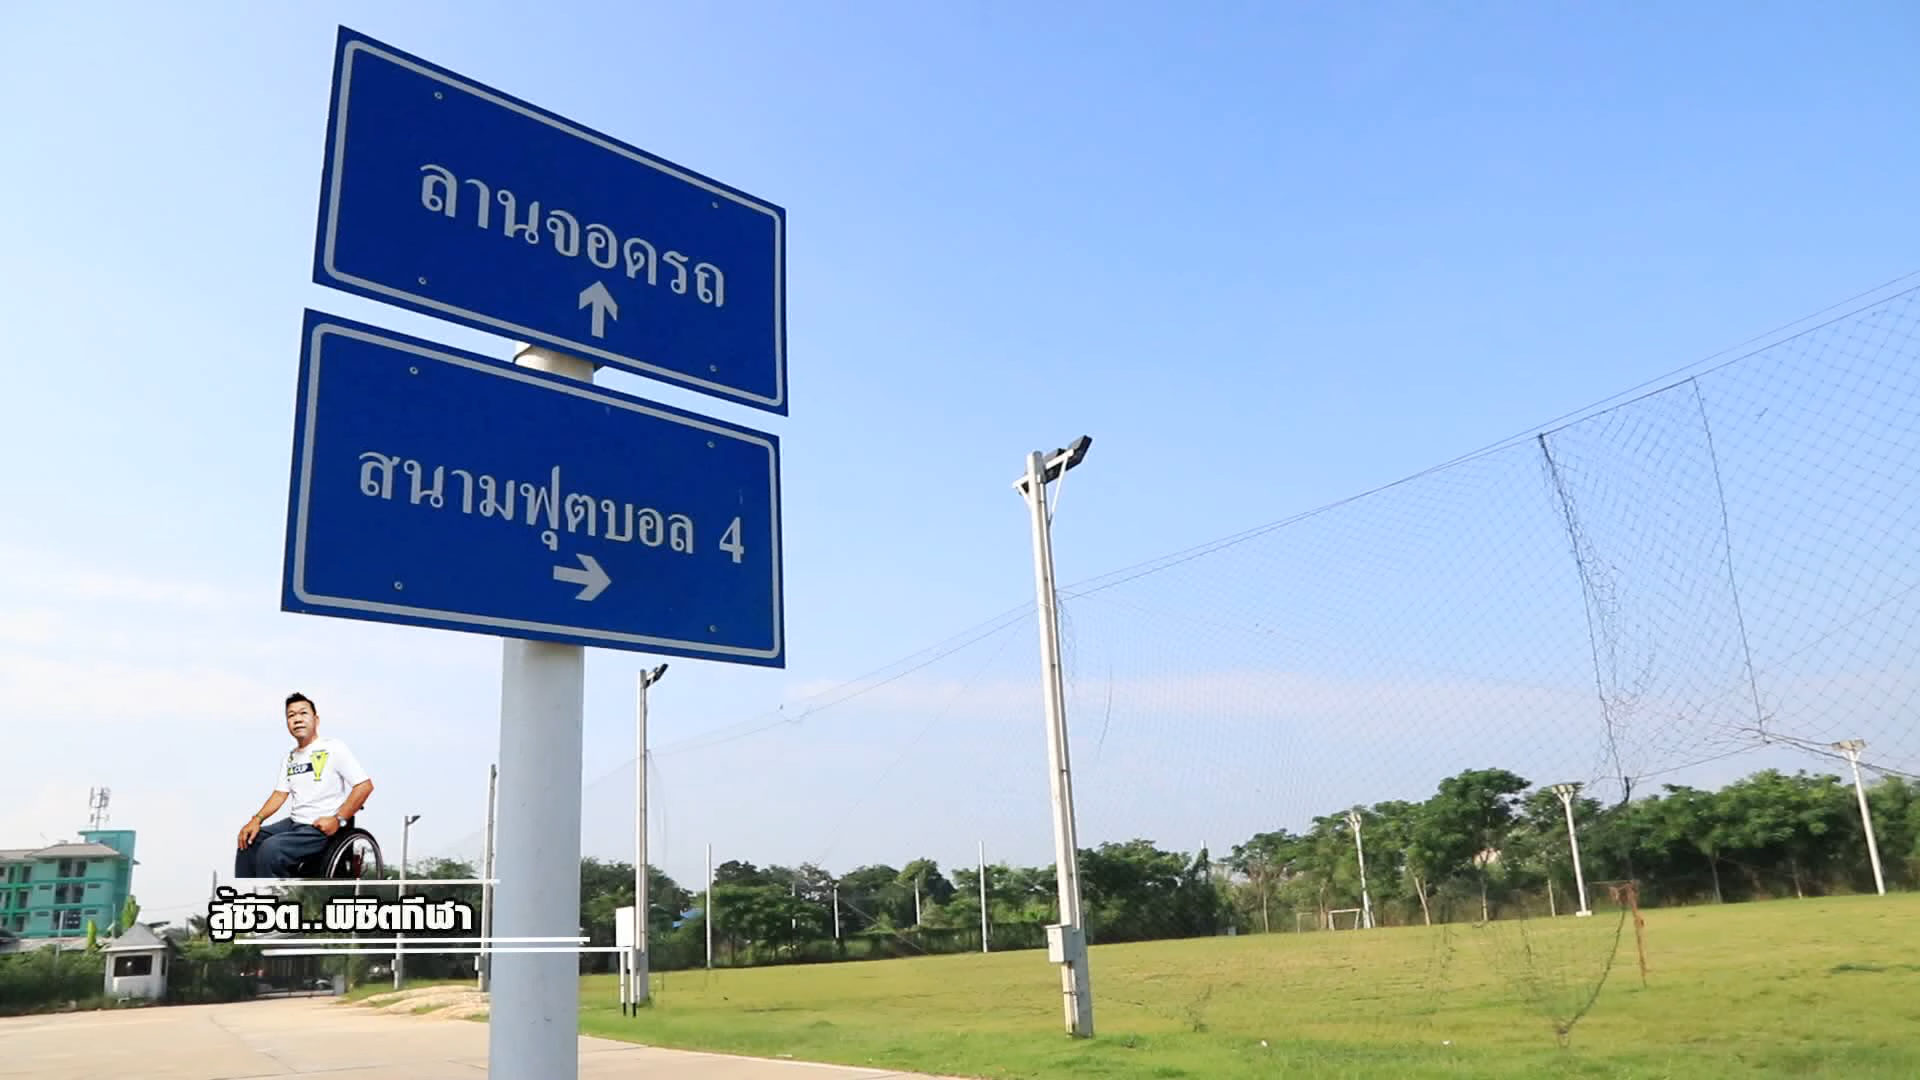 ลานจอดรถ
สนามฟุตบอล 4
สู้ชีวิต..พิชิตกีฬา